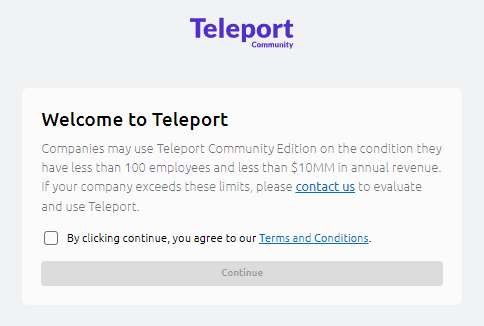 Teleport
Community
Welcome to Teleport
Companies may use Teleport Community Edition on the condition they
have less than 100 employees and less than $10MM in annual revenue.
If your company exceeds these limits, please contact us to evaluate
and use Teleport.
By clicking continue, you agree to our Terms and Conditions.
Continue